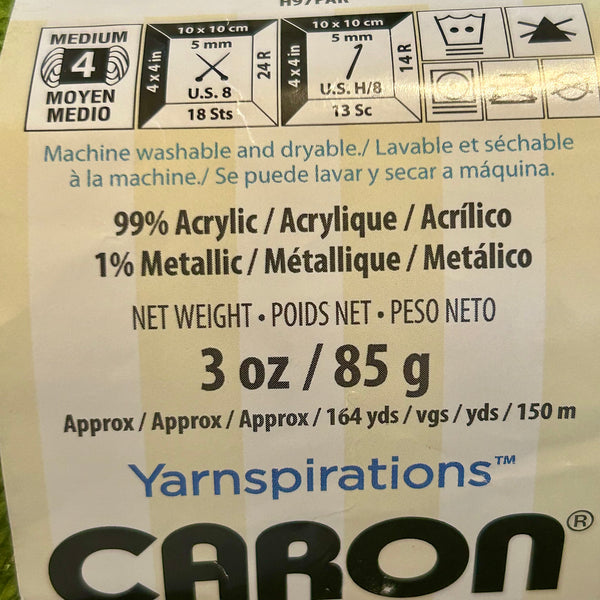 MEDIUM
4
MOYEN
MEDIO
10 x 10 cm
4 x 4 in
5 mm
24 R
U.S. 8
18 Sts
10 x 10 cm
4 x 4 in
5 mm
14 R
U.S. H/8
13 Sc
Machine washable and dryable./ Lavable et séchable
à la machine./ Se puede lavar y secar a máquina.
99% Acrylic / Acrylique / Acrílico
1% Metallic / Métallique / Metálico
NET WEIGHT • POIDS NET • PESO NETO
3 oz / 85 g
Approx / Approx / Approx / 164 yds / vgs / yds / 150 m
Yarnspirations™
CARON®